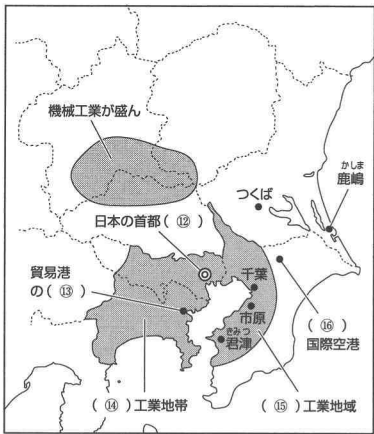 機械工業が盛ん
かしま
鹿嶋
つくば
日本の首都( ⑫ )
貿易港
の( ⑬ )
千葉
市原
きみつ
君津
( ⑯ )
国際空港
( ⑭ )工業地帯
( ⑮ )工業地域